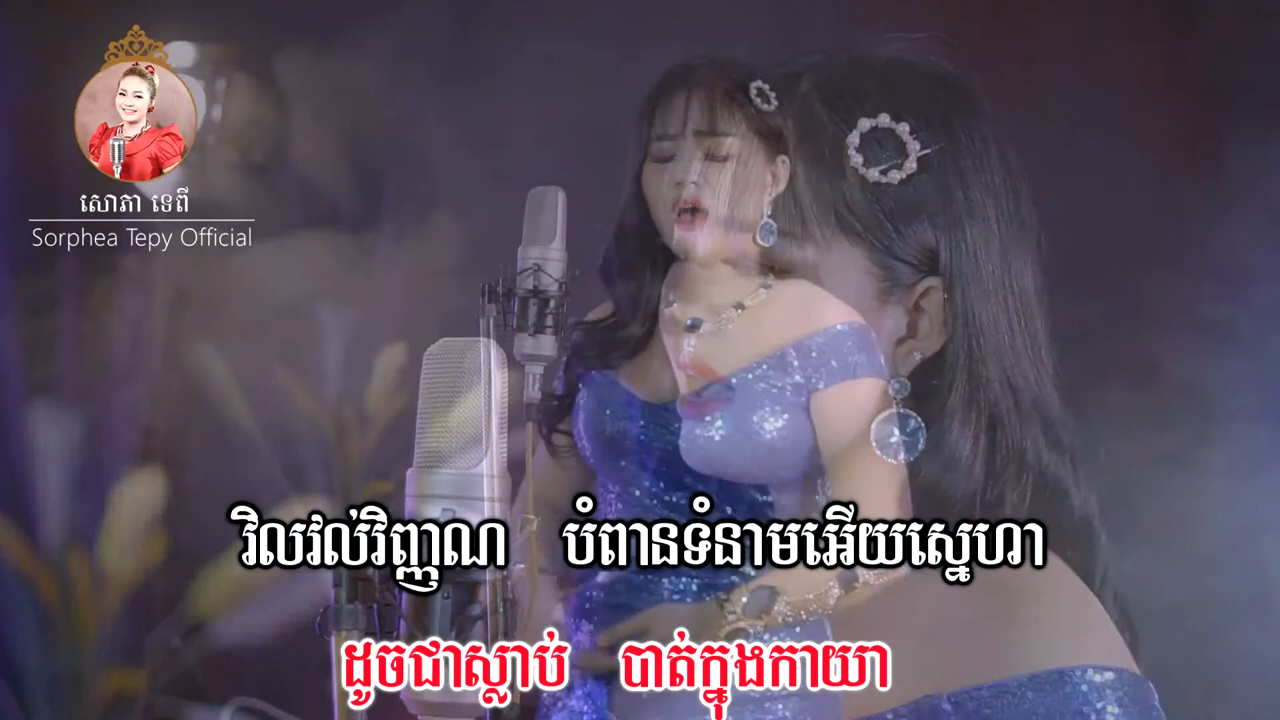 សោភា ទេពី
Sorphea Tepy Official
វិលវល់វិញ្ញាណ បំពានទំនាមអើយស្នេហា
ដូចជាស្លាប់ បាត់ក្នុងកាយា